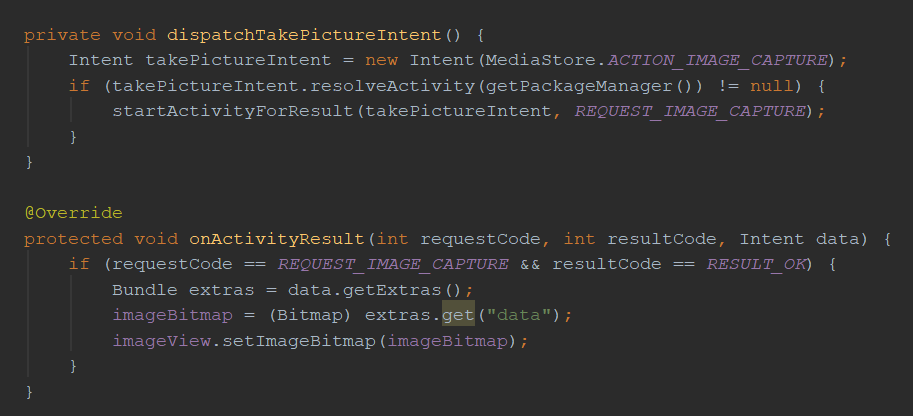 private void dispatchTakePictureIntent() {
    Intent takePictureIntent = new Intent(MediaStore.ACTION_IMAGE_CAPTURE);
    if (takePictureIntent.resolveActivity(getPackageManager()) != null) {
        startActivityForResult(takePictureIntent, REQUEST_IMAGE_CAPTURE);
    }
}

@Override
protected void onActivityResult(int requestCode, int resultCode, Intent data) {
    if (requestCode == REQUEST_IMAGE_CAPTURE && resultCode == RESULT_OK) {
        Bundle extras = data.getExtras();
        imageBitmap = (Bitmap) extras.get("data");
        imageView.setImageBitmap(imageBitmap);
    }
}